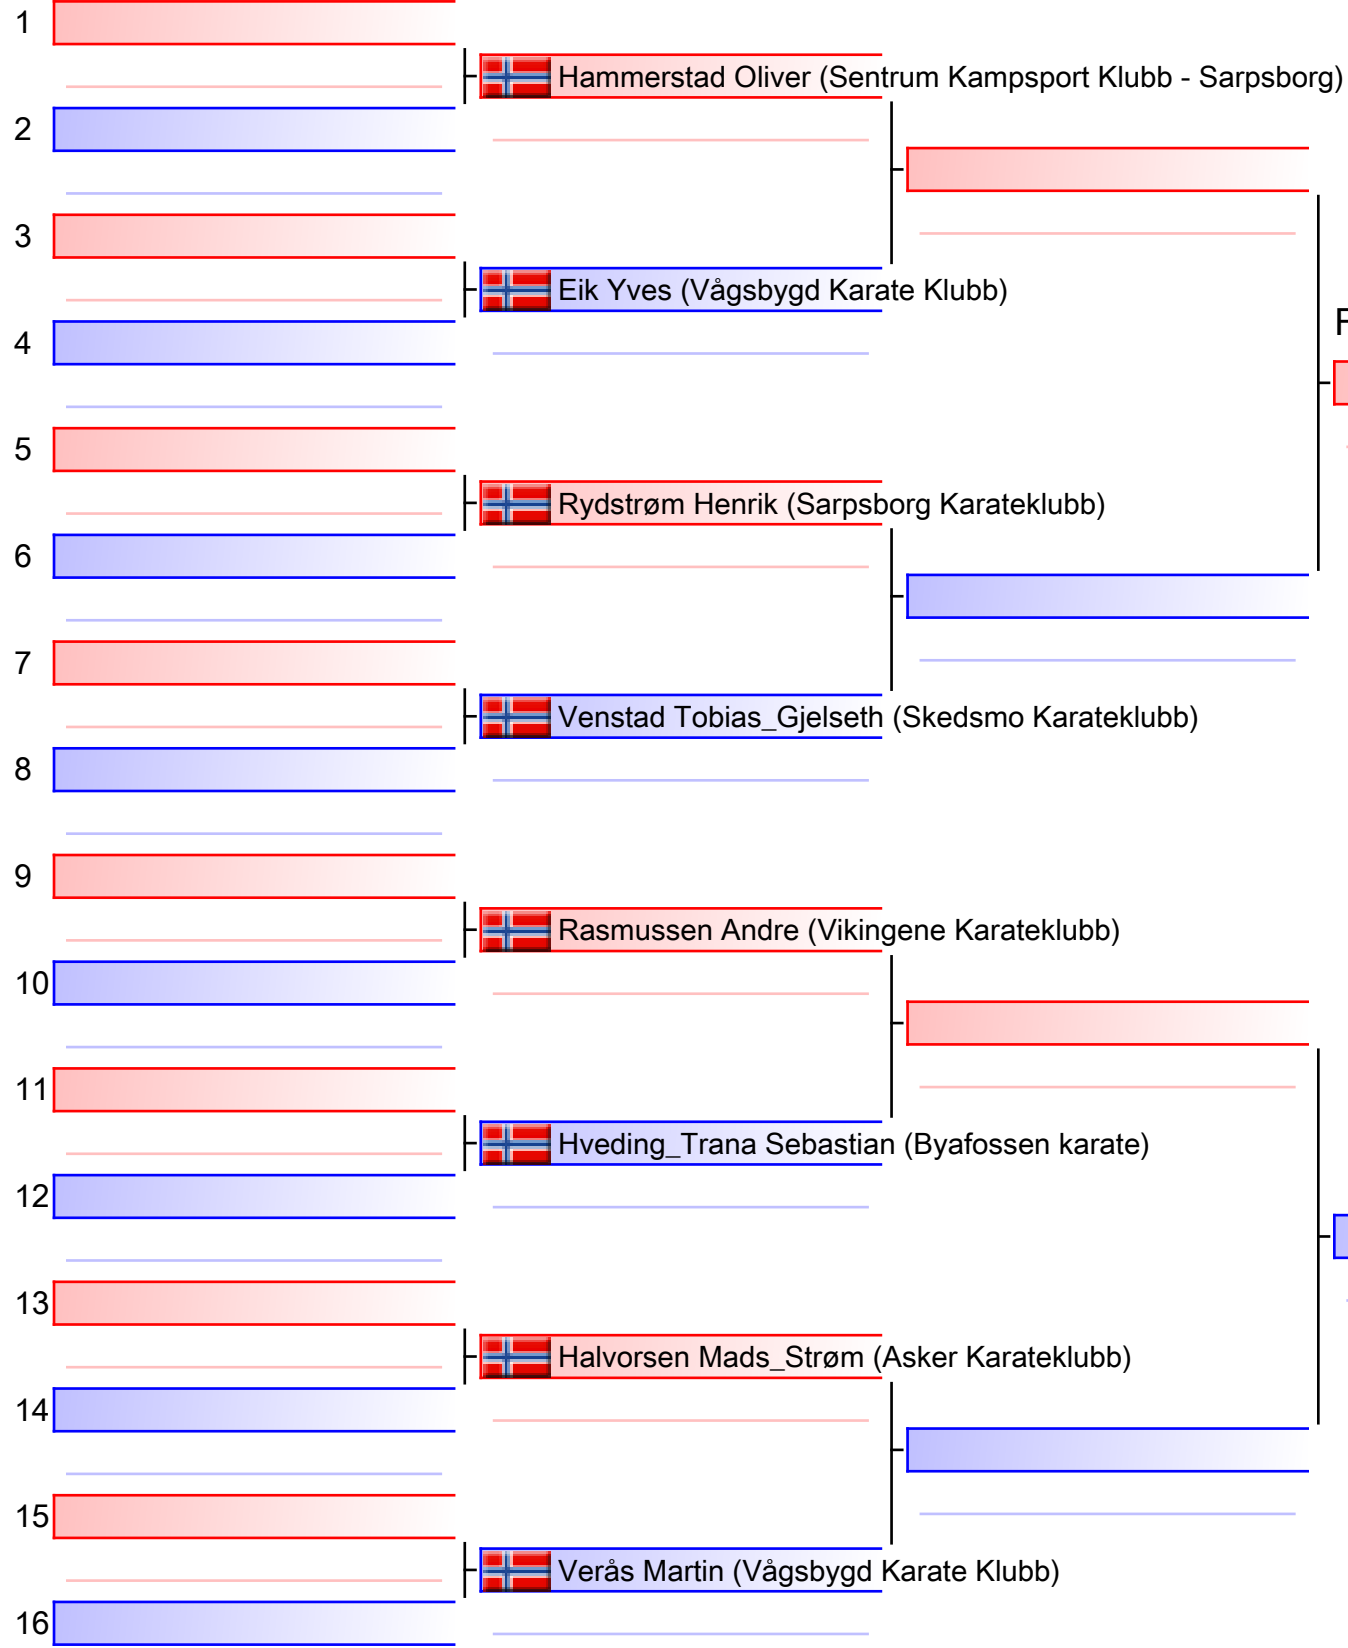 1
Hammerstad Oliver (Sentrum Kampsport Klubb - Sarpsborg)
2
3
Eik Yves (Vågsbygd Karate Klubb)
4
5
Rydstrøm Henrik (Sarpsborg Karateklubb)
6
7
Venstad Tobias_Gjelseth (Skedsmo Karateklubb)
8
9
Rasmussen Andre (Vikingene Karateklubb)
10
11
Hveding_Trana Sebastian (Byafossen karate)
12
13
Halvorsen Mads_Strøm (Asker Karateklubb)
14
15
Verås Martin (Vågsbygd Karate Klubb)
16